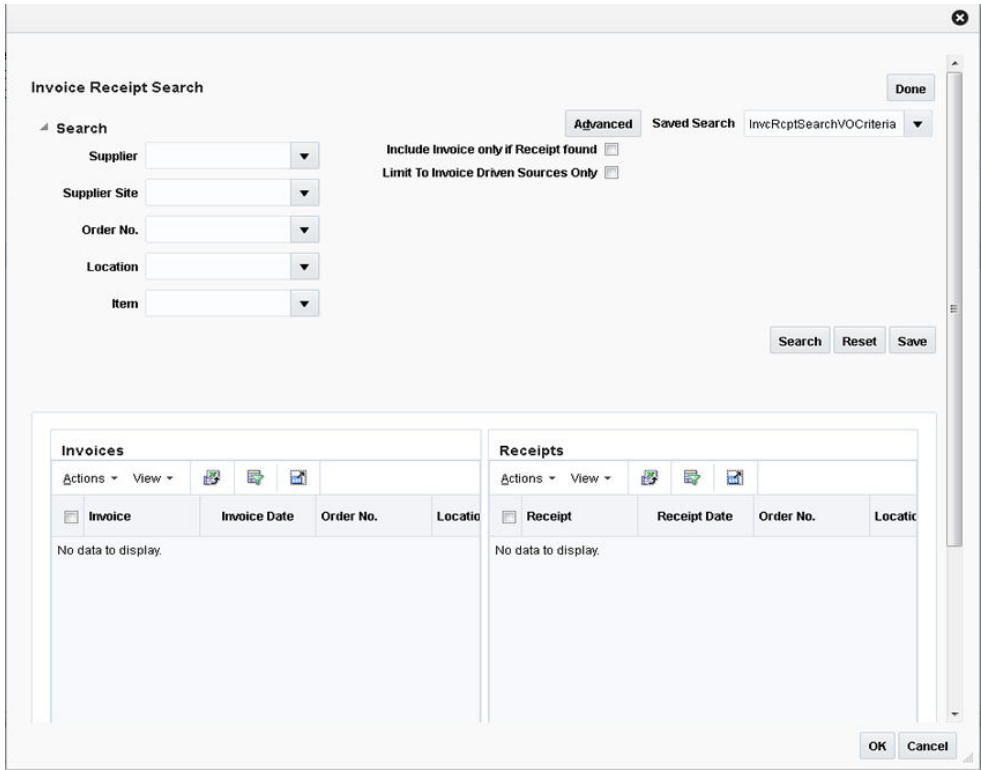 Invoice Receipt Search
Done
Search
Advanced Saved Search InvcRcptSearchVOCriteria
Supplier
Include Invoice only if Receipt found
Limit To Invoice Driven Sources Only
Supplier Site
Order No.
Location
Item
Search Reset Save
Invoices
Actions View
Invoice Invoice Date Order No. Locatio
No data to display.
Receipts
Actions View
Receipt Receipt Date Order No. Locatic
No data to display.
OK Cancel